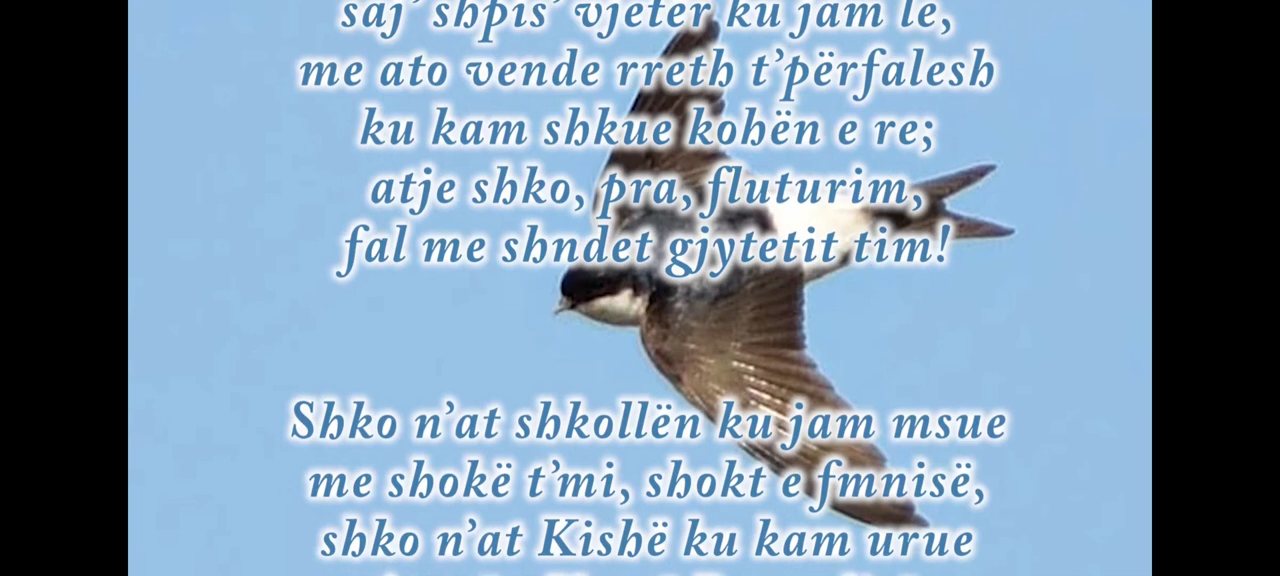 saj' shpis' vjetër ku jam le,
me ato vende rreth t’përfalesh
ku kam shkue kohën e re;
atje shko, pra, fluturim,
fal me shndet gjytetit tim!
Shko n’at shkollën ku jam msue
me shokë t’mi, shokt e fmnisë,
shko n’at Kishë ku kam urue